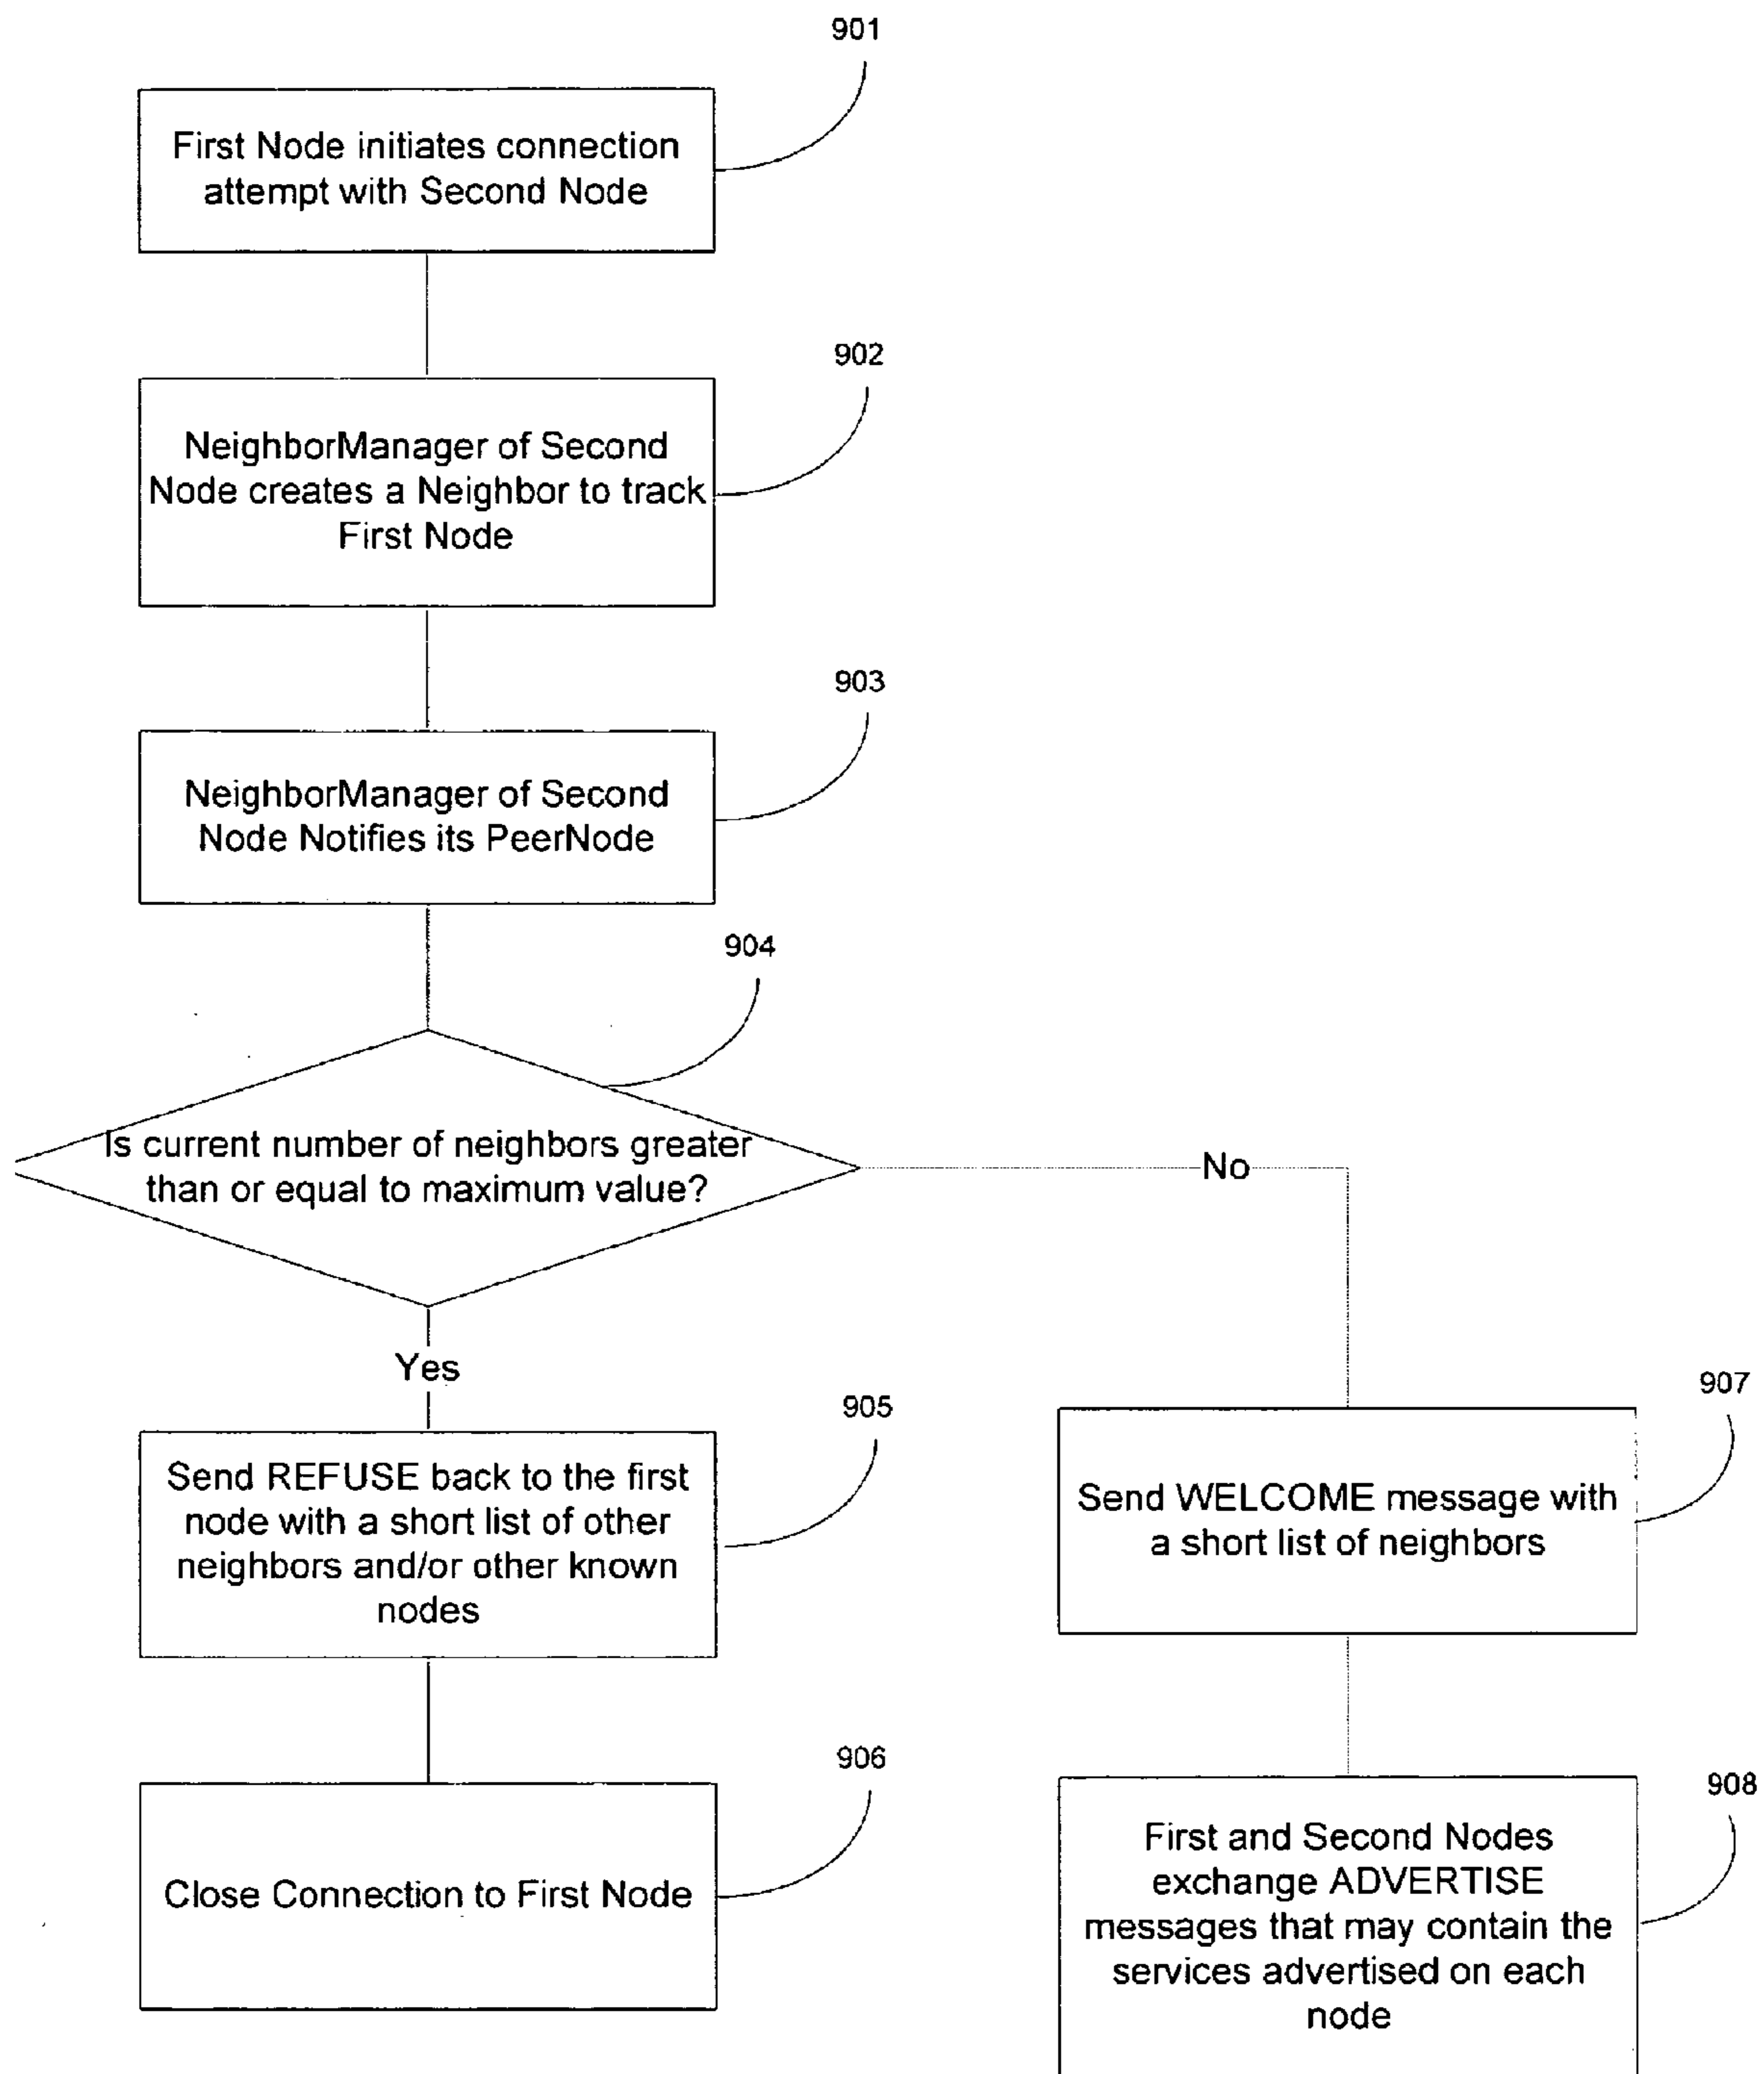 901
First Node initiates connection
attempt with Second Node
902
NeighborManager of Second
Node creates a Neighbor to track
First Node
903
NeighborManager of Second
Node Notifies its PeerNode
904
Is current number of neighbors greater
than or equal to maximum value?
No
Yes
905
Send REFUSE back to the first
node with a short list of other
neighbors and/or other known
nodes
907
Send WELCOME message with
a short list of neighbors
906
Close Connection to First Node
908
First and Second Nodes
exchange ADVERTISE
messages that may contain the
services advertised on each
node